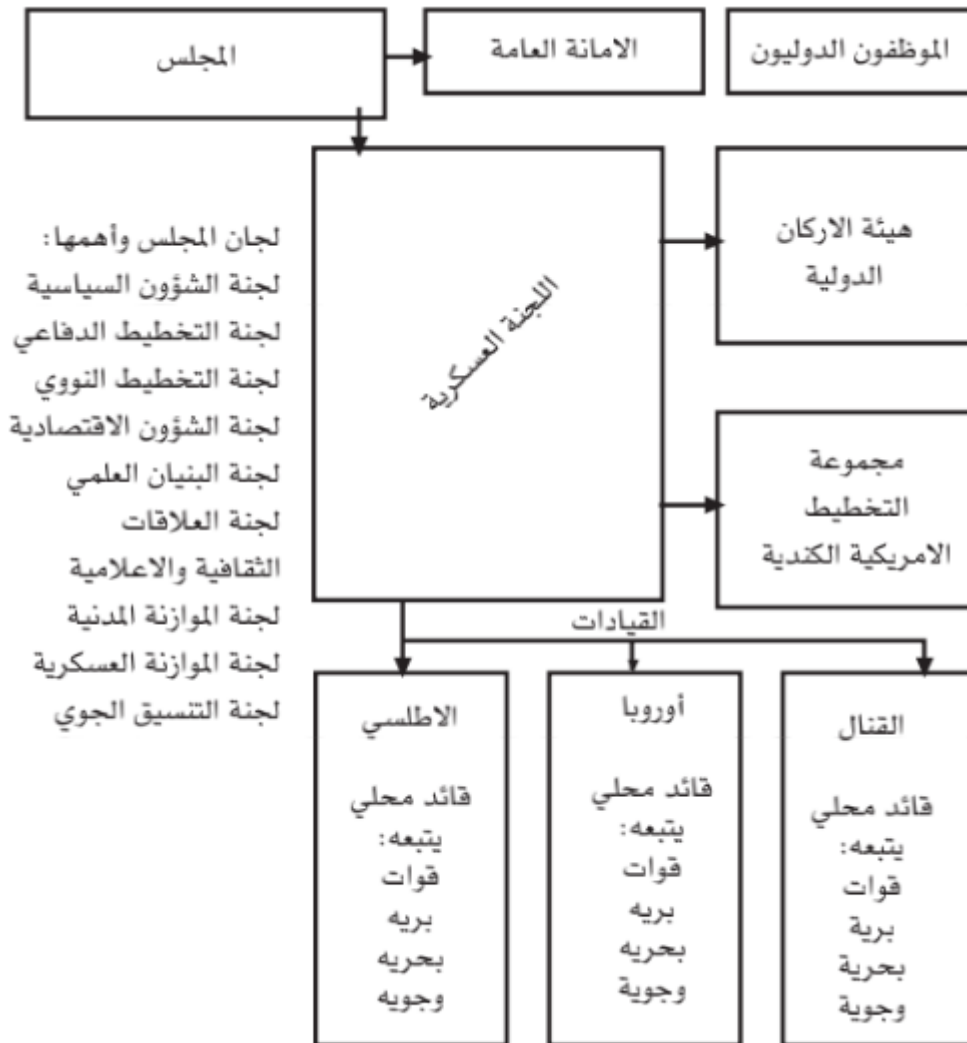 الموظفون الدوليون
الامانة العامة
المجلس
هيئة الاركان
الدولية
اللجنة العسكرية
لجان المجلس وأهمها:
لجنة الشؤون السياسية
لجنة التخطيط الدفاعي
لجنة التخطيط النووي
لجنة الشؤون الاقتصادية
لجنة البنيان العلمي
لجنة العلاقات
الثقافية والاعلامية
لجنة الموازنة المدنية
لجنة الموازنة العسكرية
لجنة التنسيق الجوي
مجموعة
التخطيط
الامريكية الكندية
القيادات
القنال
قائد محلي
يتبعه:
قوات
برية
بحرية
وجوية
أوروبا
قائد محلي
يتبعه:
قوات
بريه
بحريه
وجوية
الاطلسي
قائد محلي
يتبعه:
قوات
بريه
بحريه
وجويه